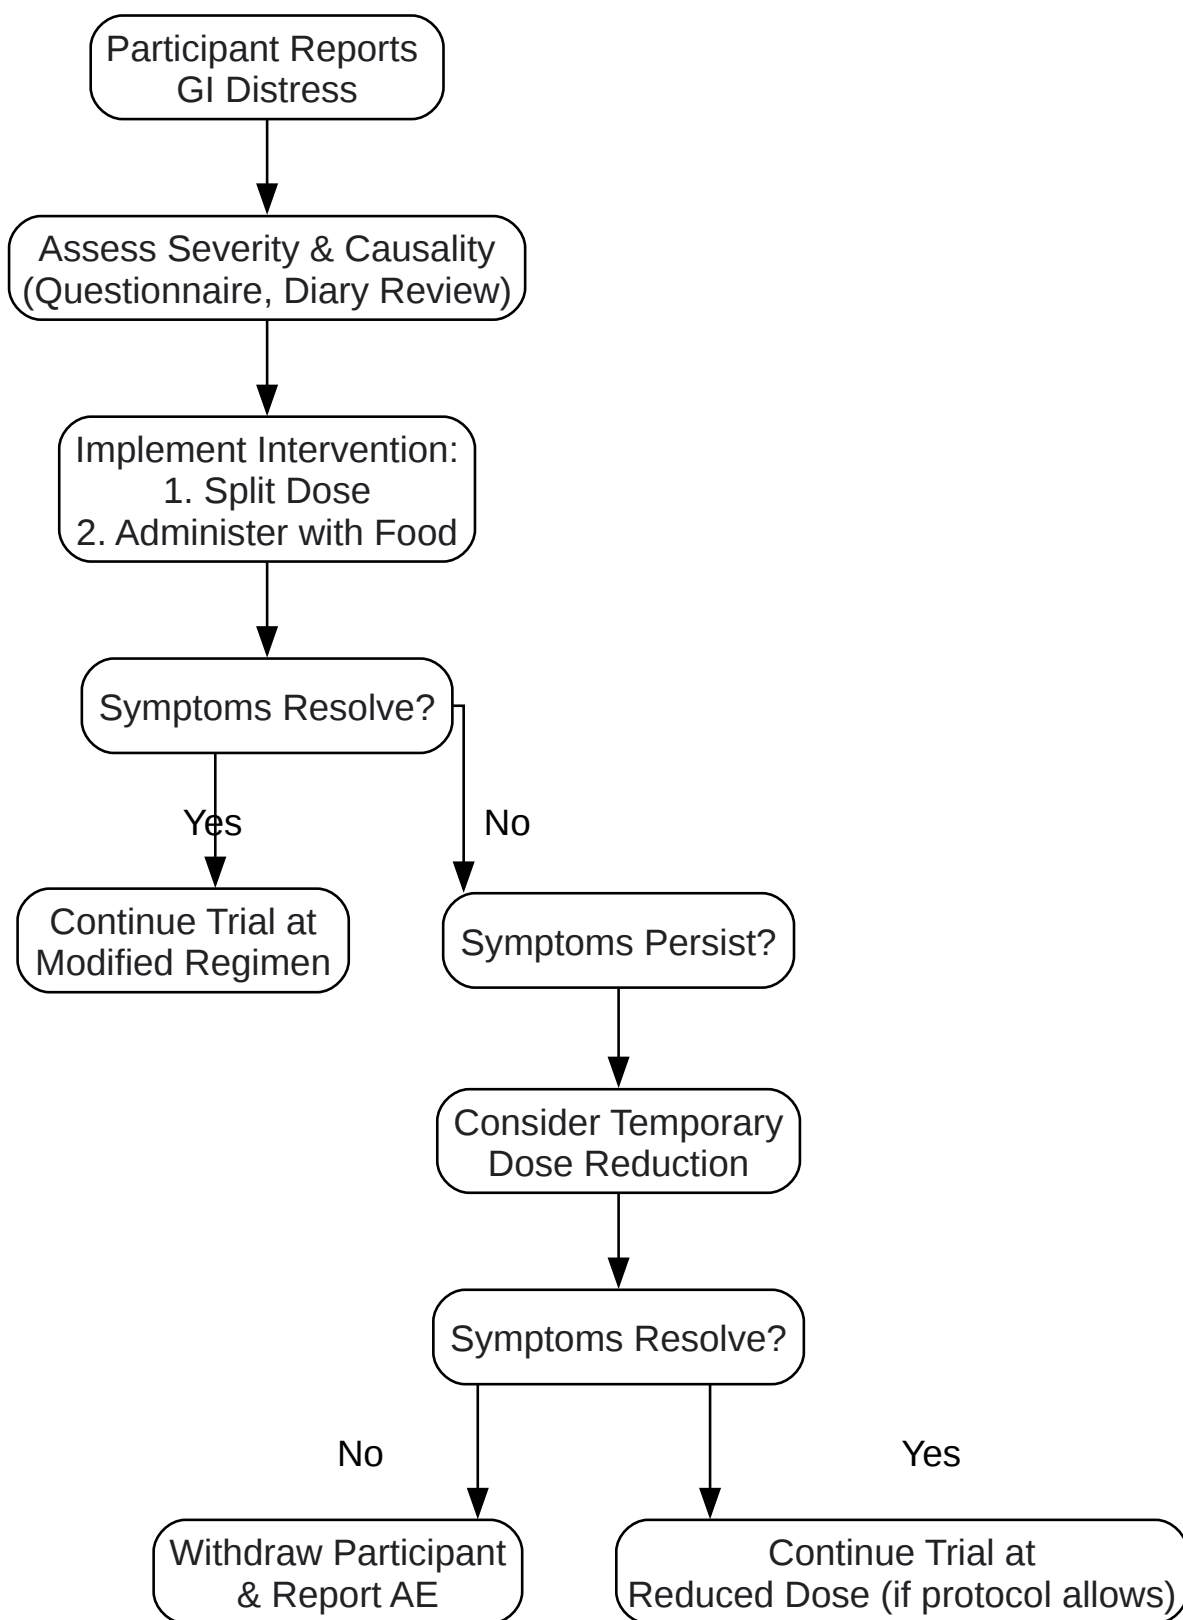 Participant Reports
GI Distress
Assess Severity & Causality
(Questionnaire, Diary Review)
Implement Intervention:
1. Split Dose
2. Administer with Food
Symptoms Resolve?
Yes
No
Continue Trial at
Modified Regimen
Symptoms Persist?
Consider Temporary
Dose Reduction
Symptoms Resolve?
No
Yes
Withdraw Participant
& Report AE
Continue Trial at
Reduced Dose (if protocol allows)